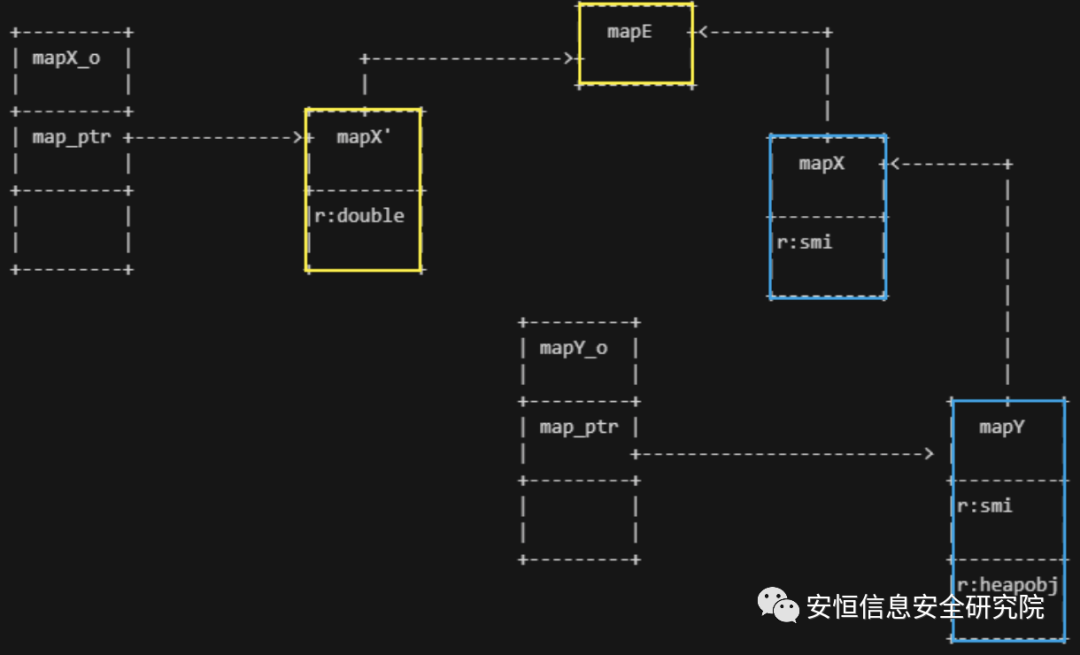 mapE
mapX_o
map_ptr
mapX'
r:double
mapX
r:smi
mapY_o
map_ptr
mapY
r:smi
r:heapobj
安恒信息安全研究院